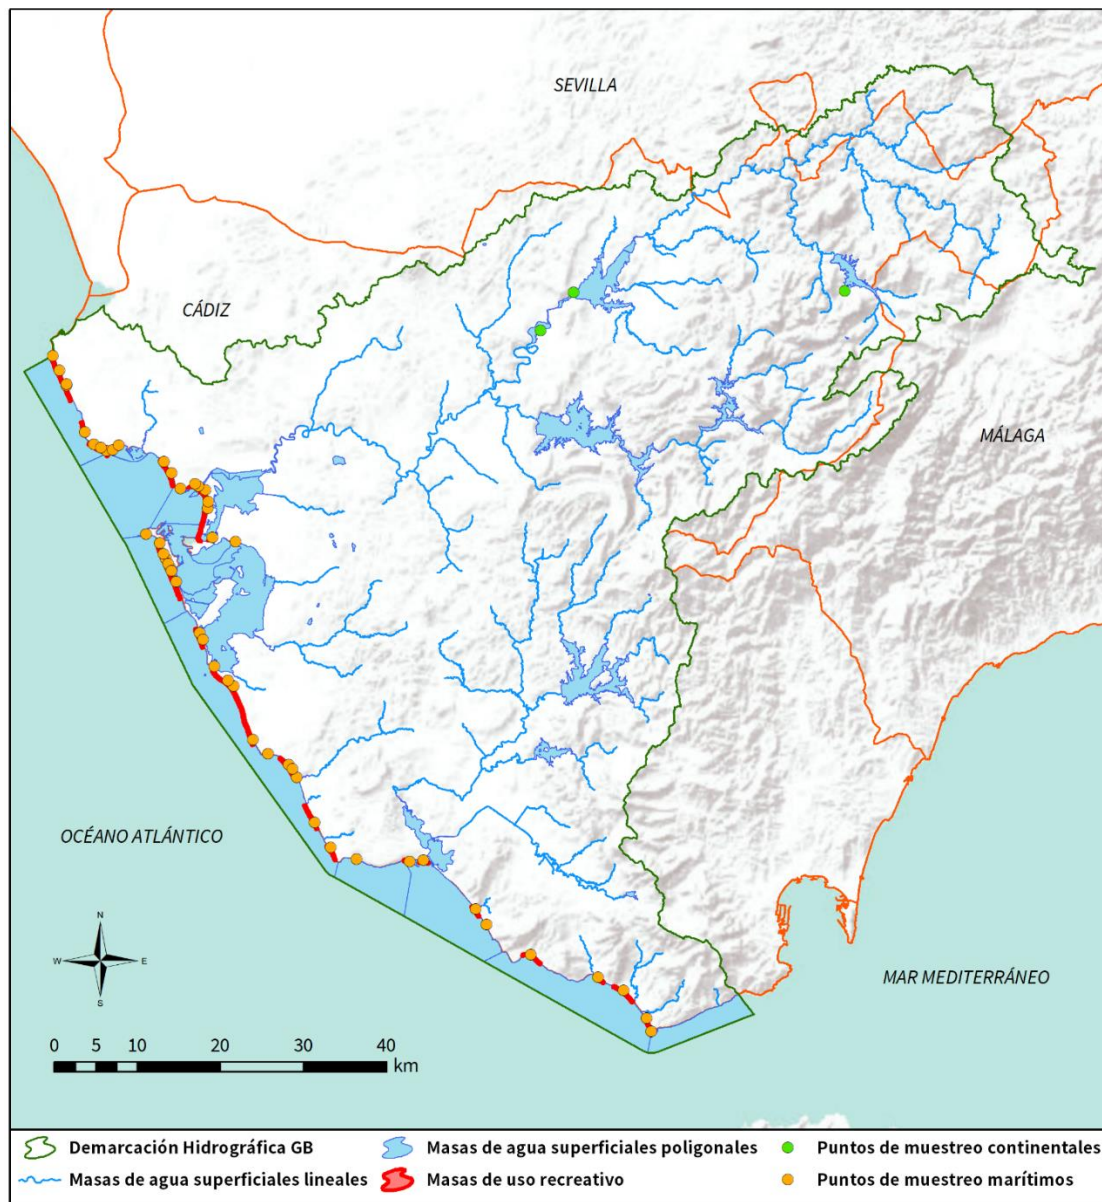 SEVILLA
CÁDIZ
MÁLAGA
OCÉANO ATLÁNTICO
N
W E
S
MAR MEDITERRÁNEO
0 5 10 20 30 40
km
Demarcación Hidrográfica GB Masas de agua superficiales poligonales Puntos de muestreo continentales
Masas de agua superficiales lineales Masas de uso recreativo Puntos de muestreo marítimos